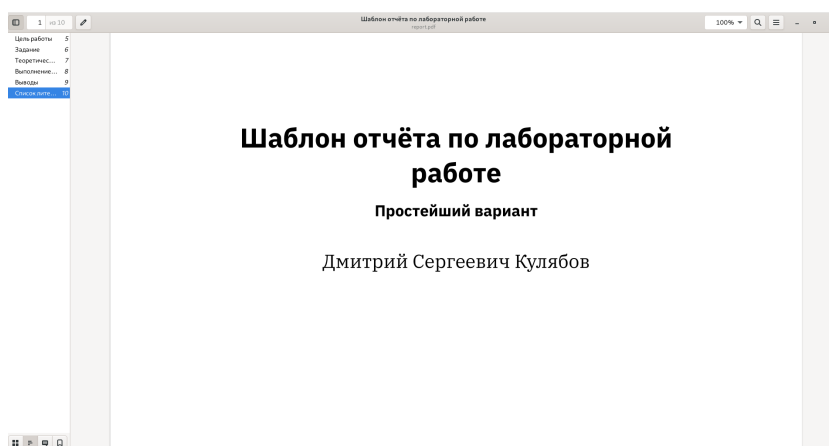 1 из 10
Шаблон отчёта по лабораторной работе
report.pdf
100%
Цель работы 5
Задание 6
Теоретичес... 7
Выполнение... 8
Выводы 9
Список лите... 10
Шаблон отчёта по лабораторной
работе
Простейший вариант
Дмитрий Сергеевич Кулябов